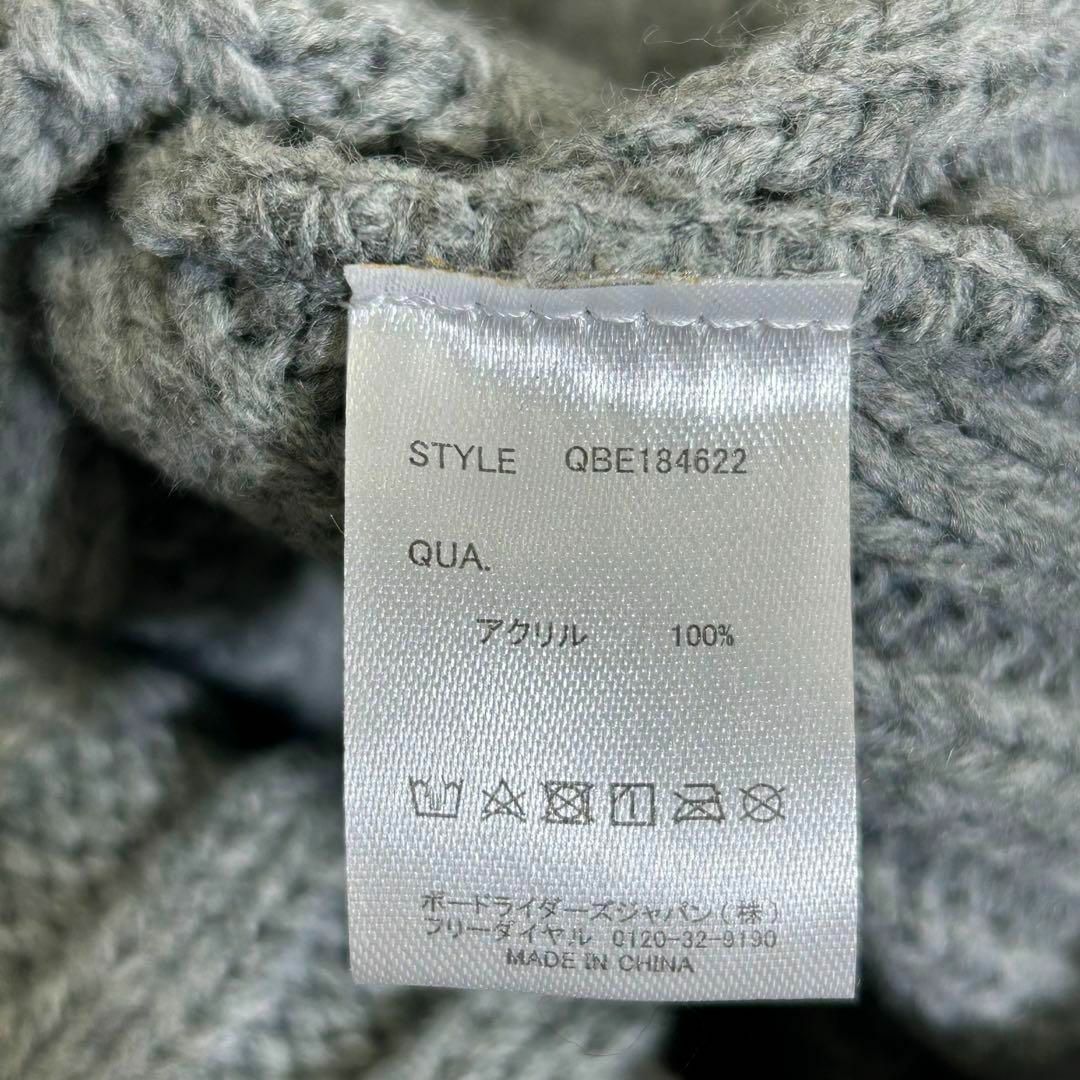 STYLE QBE184622
QUA.
アクリル 100%
ボードライダーズジャパン(株)
フリーダイヤル 0120-32-9190
MADE IN CHINA